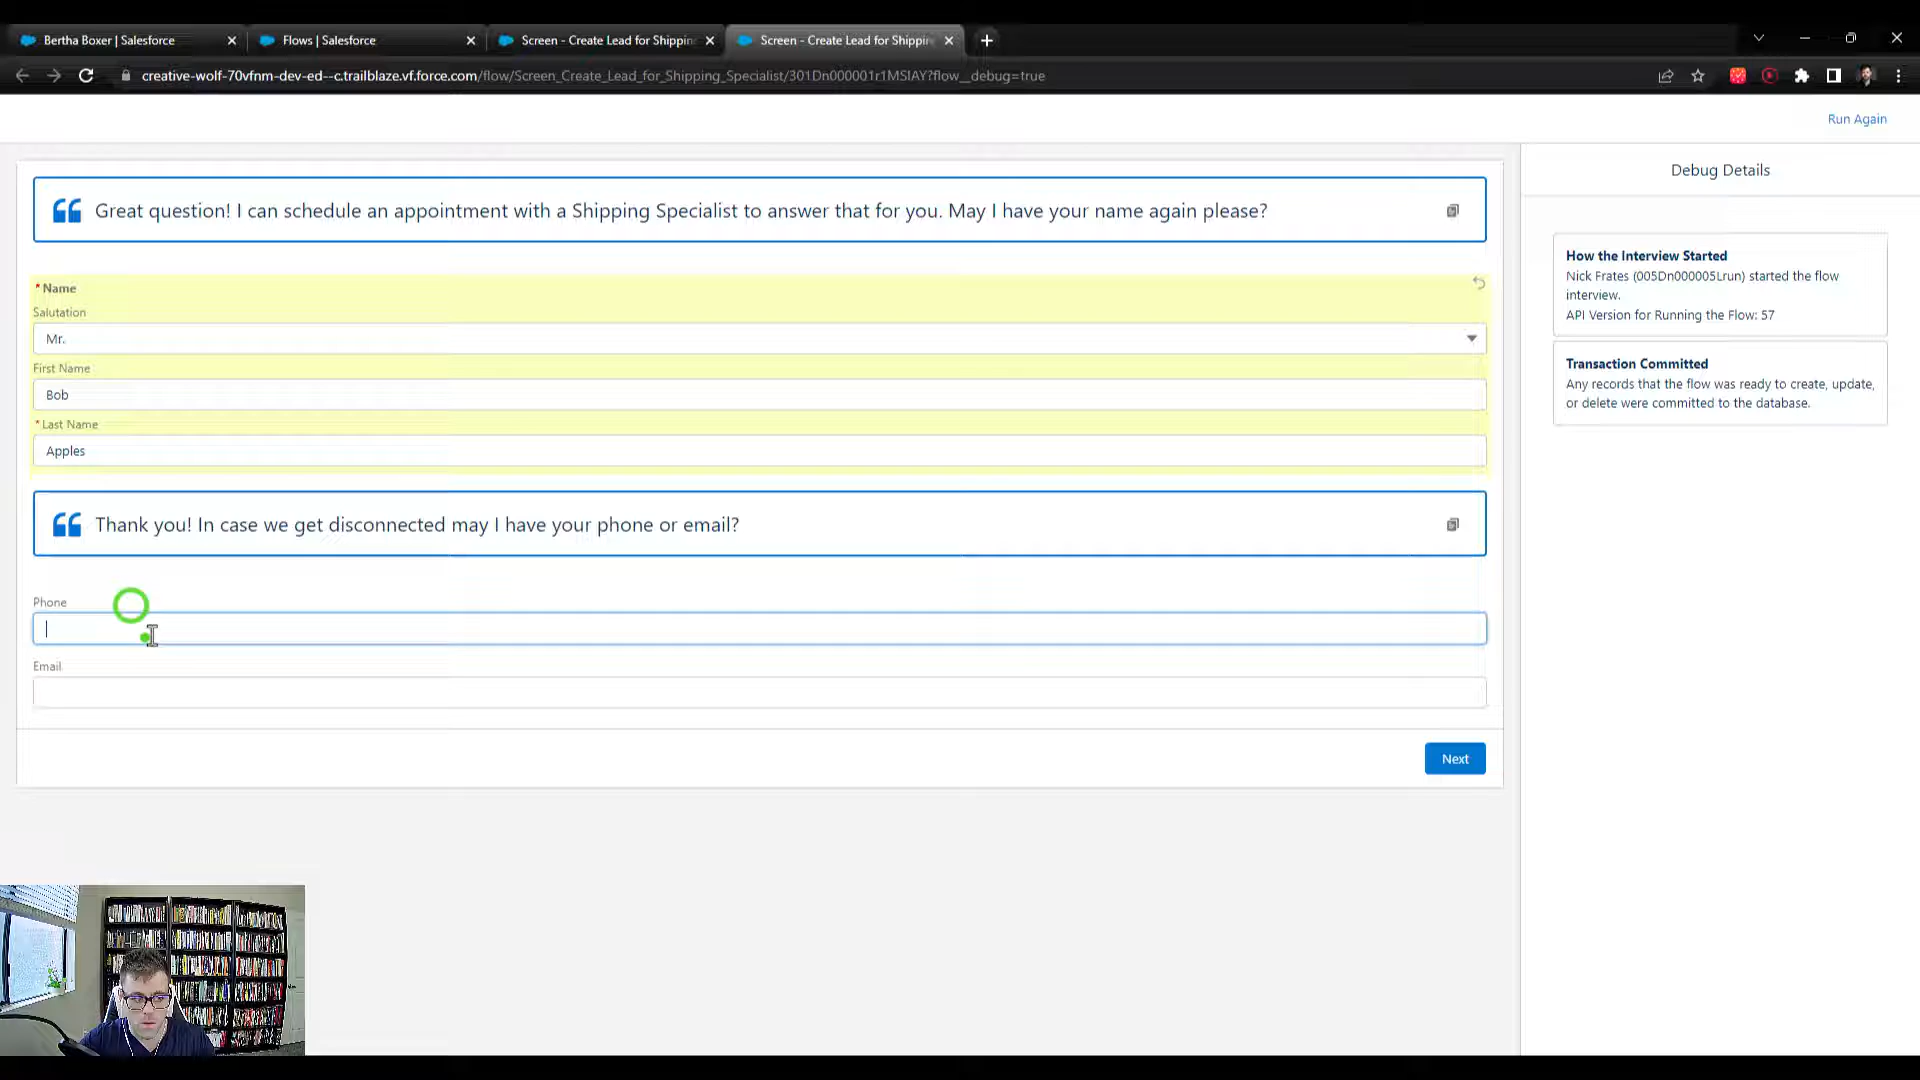 Bertha Boxer | Salesforce
Flows | Salesforce
Screen - Create Lead for Shippin
Screen - Create Lead for Shippin
creative-wolf-70vfnm-dev-ed--c.trailblaze.vf.force.com/flow/Screen_Create_Lead_for_Shipping_Specialist/301Dn000001r1MSIAY?flow__debug=true
Run Again
Debug Details
Great question! I can schedule an appointment with a Shipping Specialist to answer that for you. May I have your name again please?
How the Interview Started
Nick Frates (005Dn000005Lrun) started the flow
interview.
API Version for Running the Flow: 57
* Name
Salutation
Mr.
First Name
Bob
* Last Name
Apples
Transaction Committed
Any records that the flow was ready to create, update,
or delete were committed to the database.
Thank you! In case we get disconnected may I have your phone or email?
Phone
Email
Next